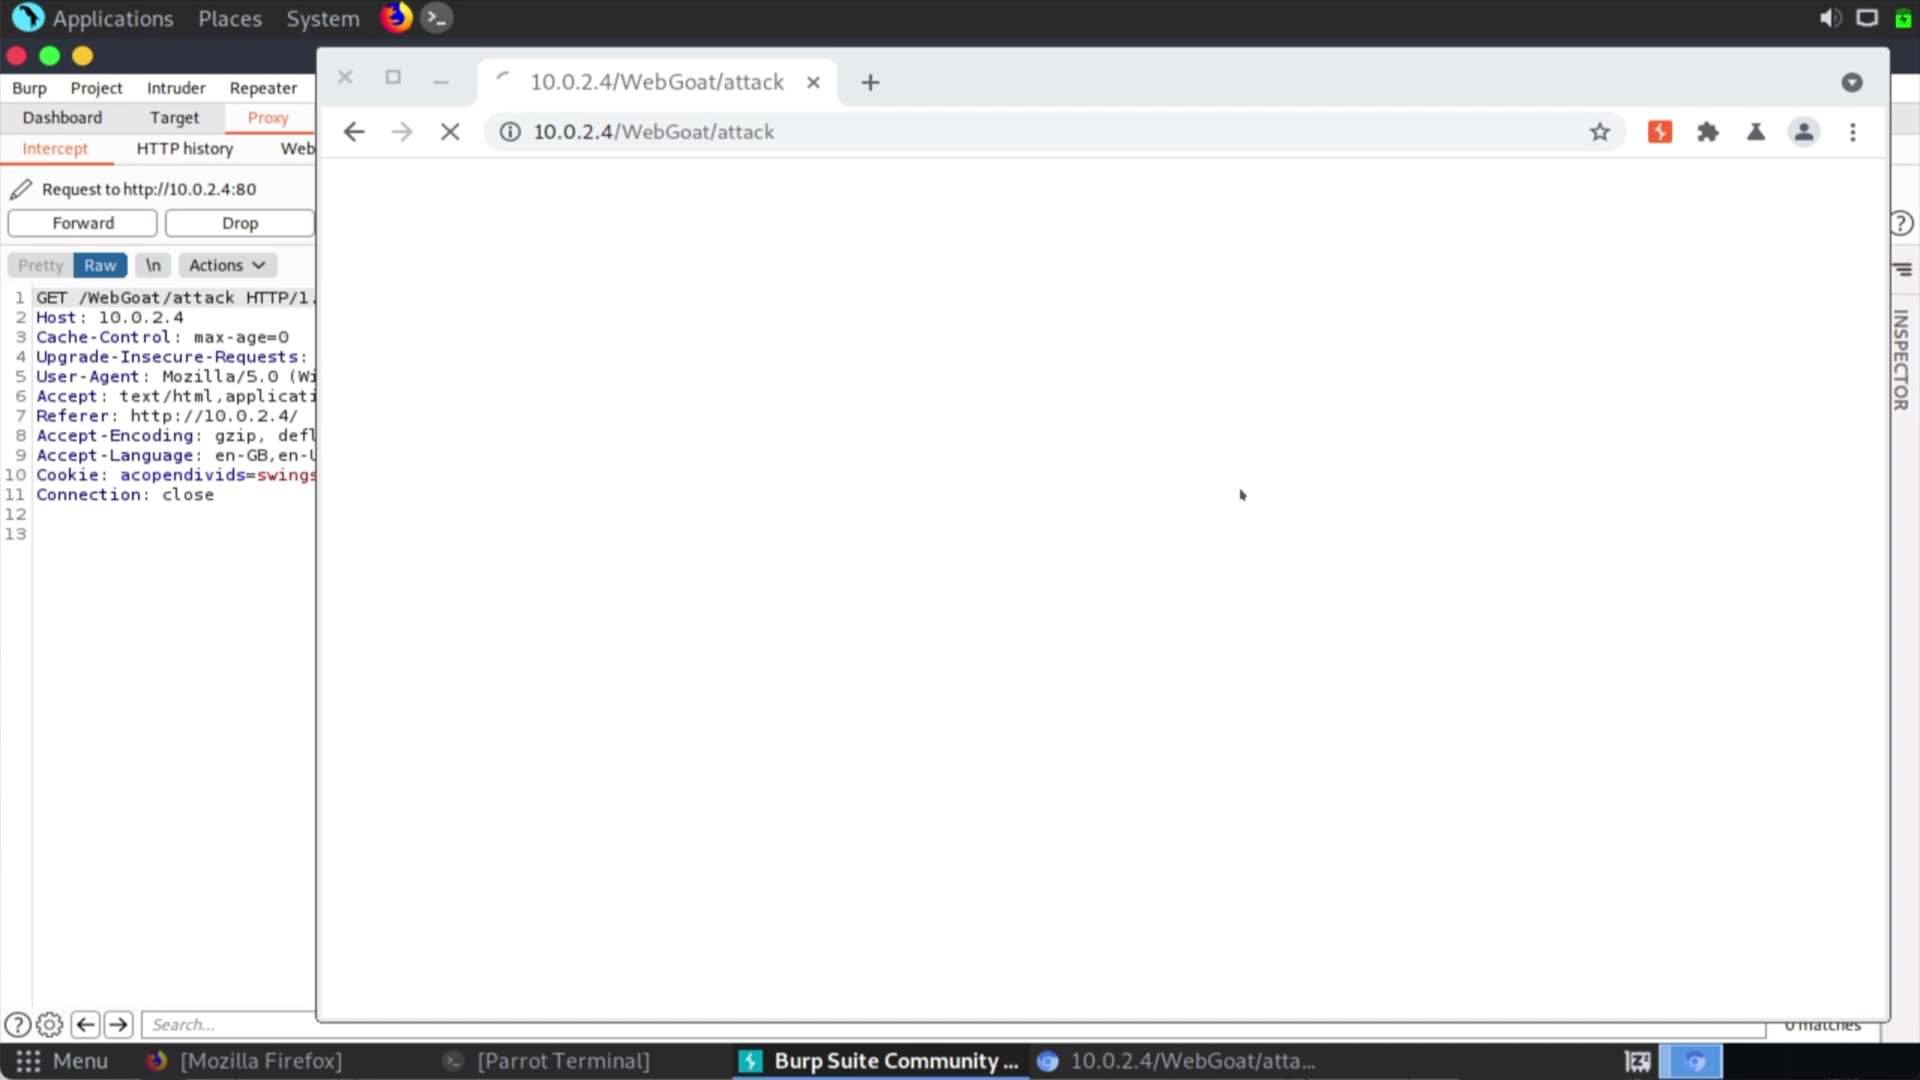 Applications Places System
10.0.2.4/WebGoat/attack
Burp Project Intruder Repeater
Dashboard Target Proxy
10.0.2.4/WebGoat/attack
Intercept HTTP history Web
Request to http://10.0.2.4:80
Forward Drop
Pretty Raw \n Actions
1 GET /WebGoat/attack HTTP/1.
2 Host: 10.0.2.4
3 Cache-Control: max-age=0
4 Upgrade-Insecure-Requests:
5 User-Agent: Mozilla/5.0 (Wi
6 Accept: text/html,applicati
7 Referer: http://10.0.2.4/
8 Accept-Encoding: gzip, defl
9 Accept-Language: en-GB,en-U
10 Cookie: acopendivids=swings
11 Connection: close
12
13
INSPECTOR
Search...
0 matches
Menu [Mozilla Firefox] [Parrot Terminal] Burp Suite Community ... 10.0.2.4/WebGoat/atta...